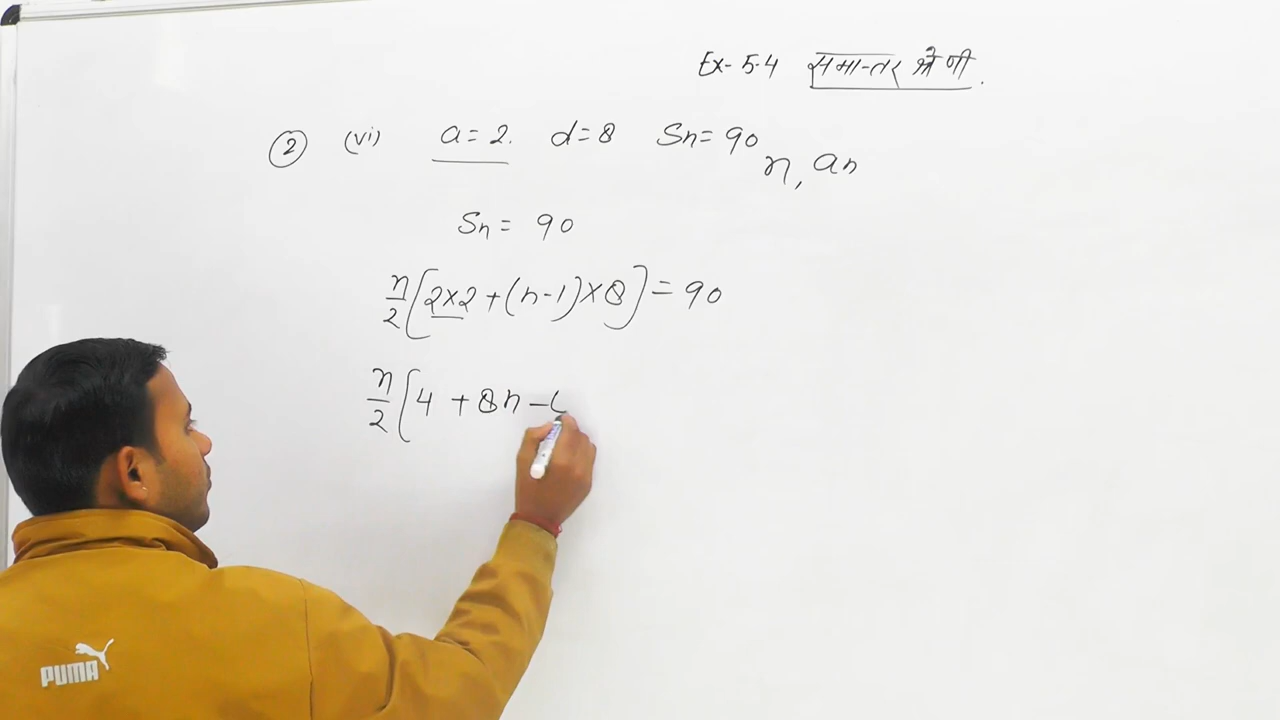 Ex- 5.4 समान्तर श्रेणी.
2 (vi) a = 2. d = 8 Sn = 90 n, an
Sn = 90
n/2 [2×2 + (n-1)×8] = 90
n/2 [4 + 8n -
PUMA